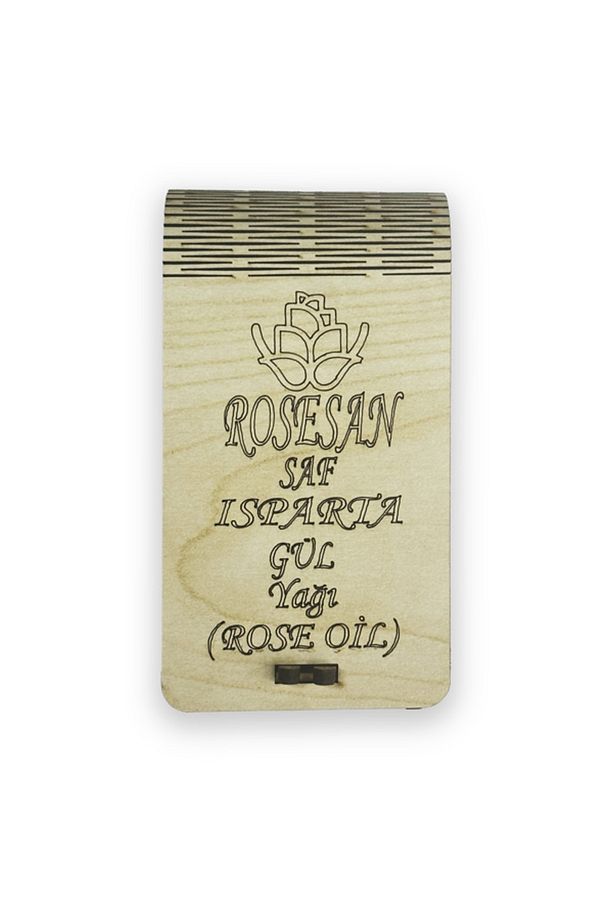 ROSESAN
SAF
ISPARTA
GÜL
Yağı
(ROSE OİL)